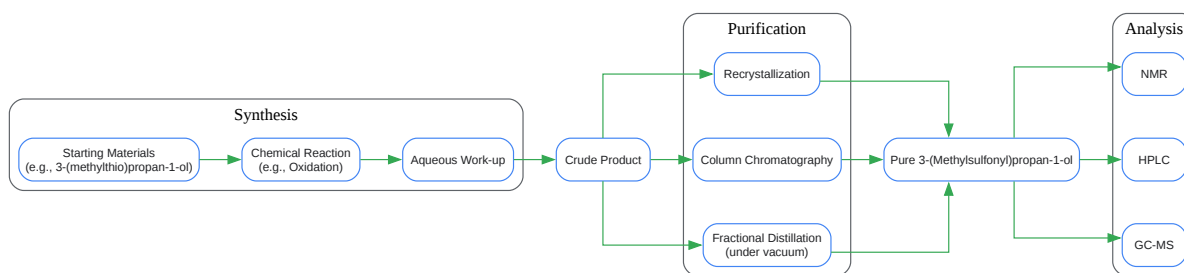 Synthesis
Starting Materials
(e.g., 3-(methylthio)propan-1-ol)
Chemical Reaction
(e.g., Oxidation)
Aqueous Work-up
Crude Product
Purification
Recrystallization
Column Chromatography
Fractional Distillation
(under vacuum)
Pure 3-(Methylsulfonyl)propan-1-ol
Analysis
NMR
HPLC
GC-MS